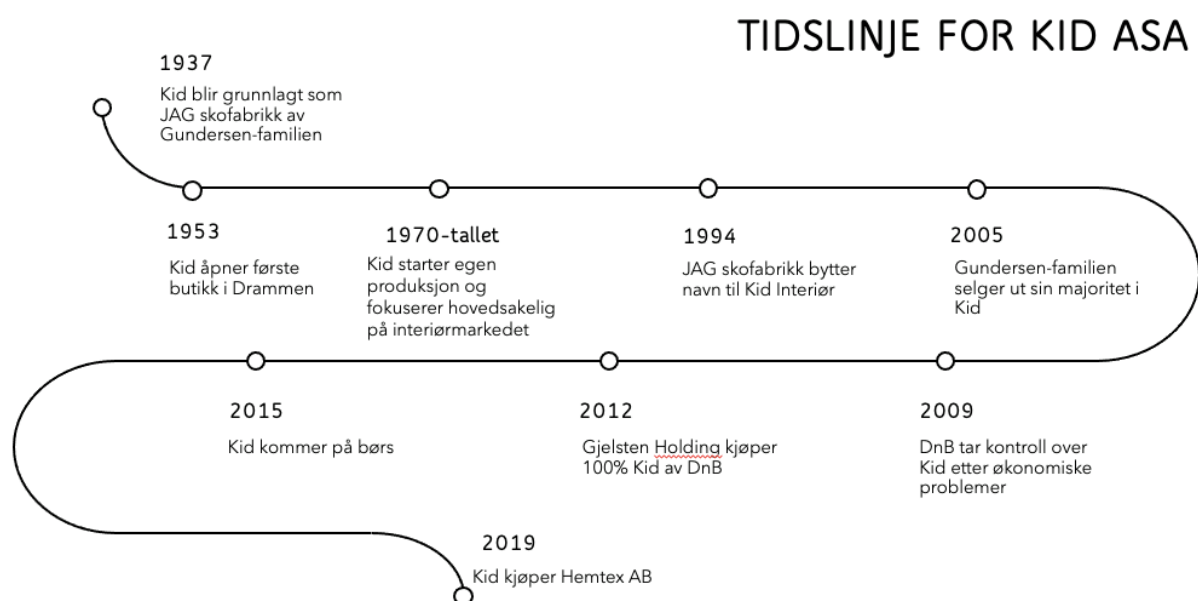 TIDSLINJE FOR KID ASA
1937
Kid blir grunnlagt som
JAG skofabrikk av
Gundersen-familien
1953
Kid åpner første
butikk i Drammen
1970-tallet
Kid starter egen
produksjon og
fokuserer hovedsakelig
på interiørmarkedet
1994
JAG skofabrikk bytter
navn til Kid Interiør
2005
Gundersen-familien
selger ut sin majoritet i
Kid
2009
DnB tar kontroll over
Kid etter økonomiske
problemer
2012
Gjelsten Holding kjøper
100% Kid av DnB
2015
Kid kommer på børs
2019
Kid kjøper Hemtex AB